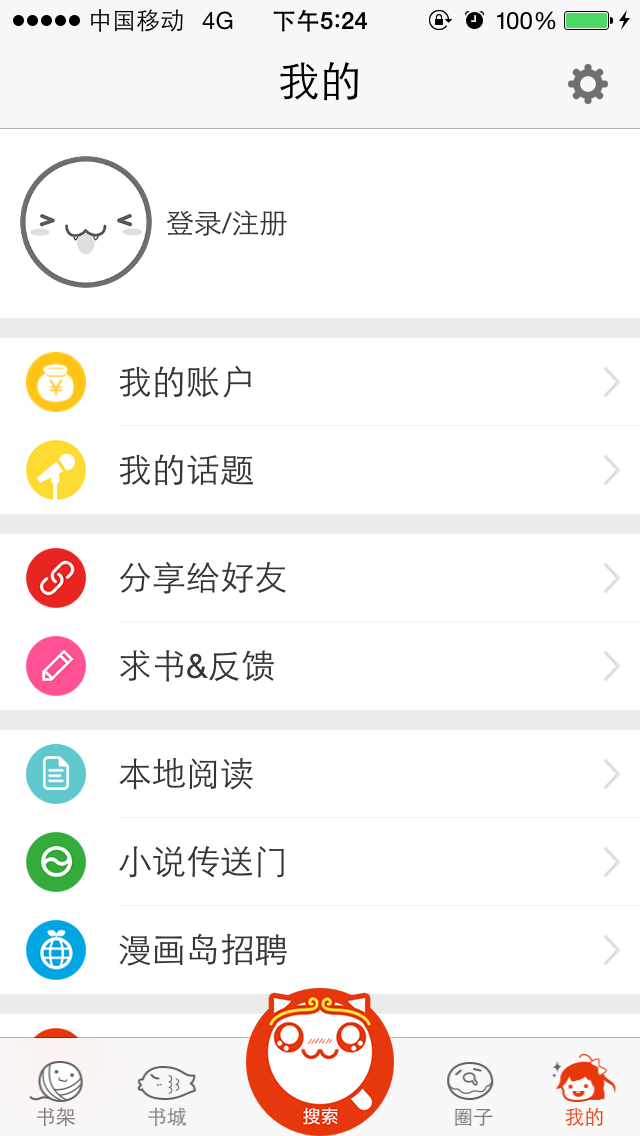 中国移动 4G 下午5:24 100%
我的
登录/注册
¥
我的账户
我的话题
分享给好友
求书&反馈
本地阅读
小说传送门
漫画岛招聘
书架 书城 搜索 圈子 我的